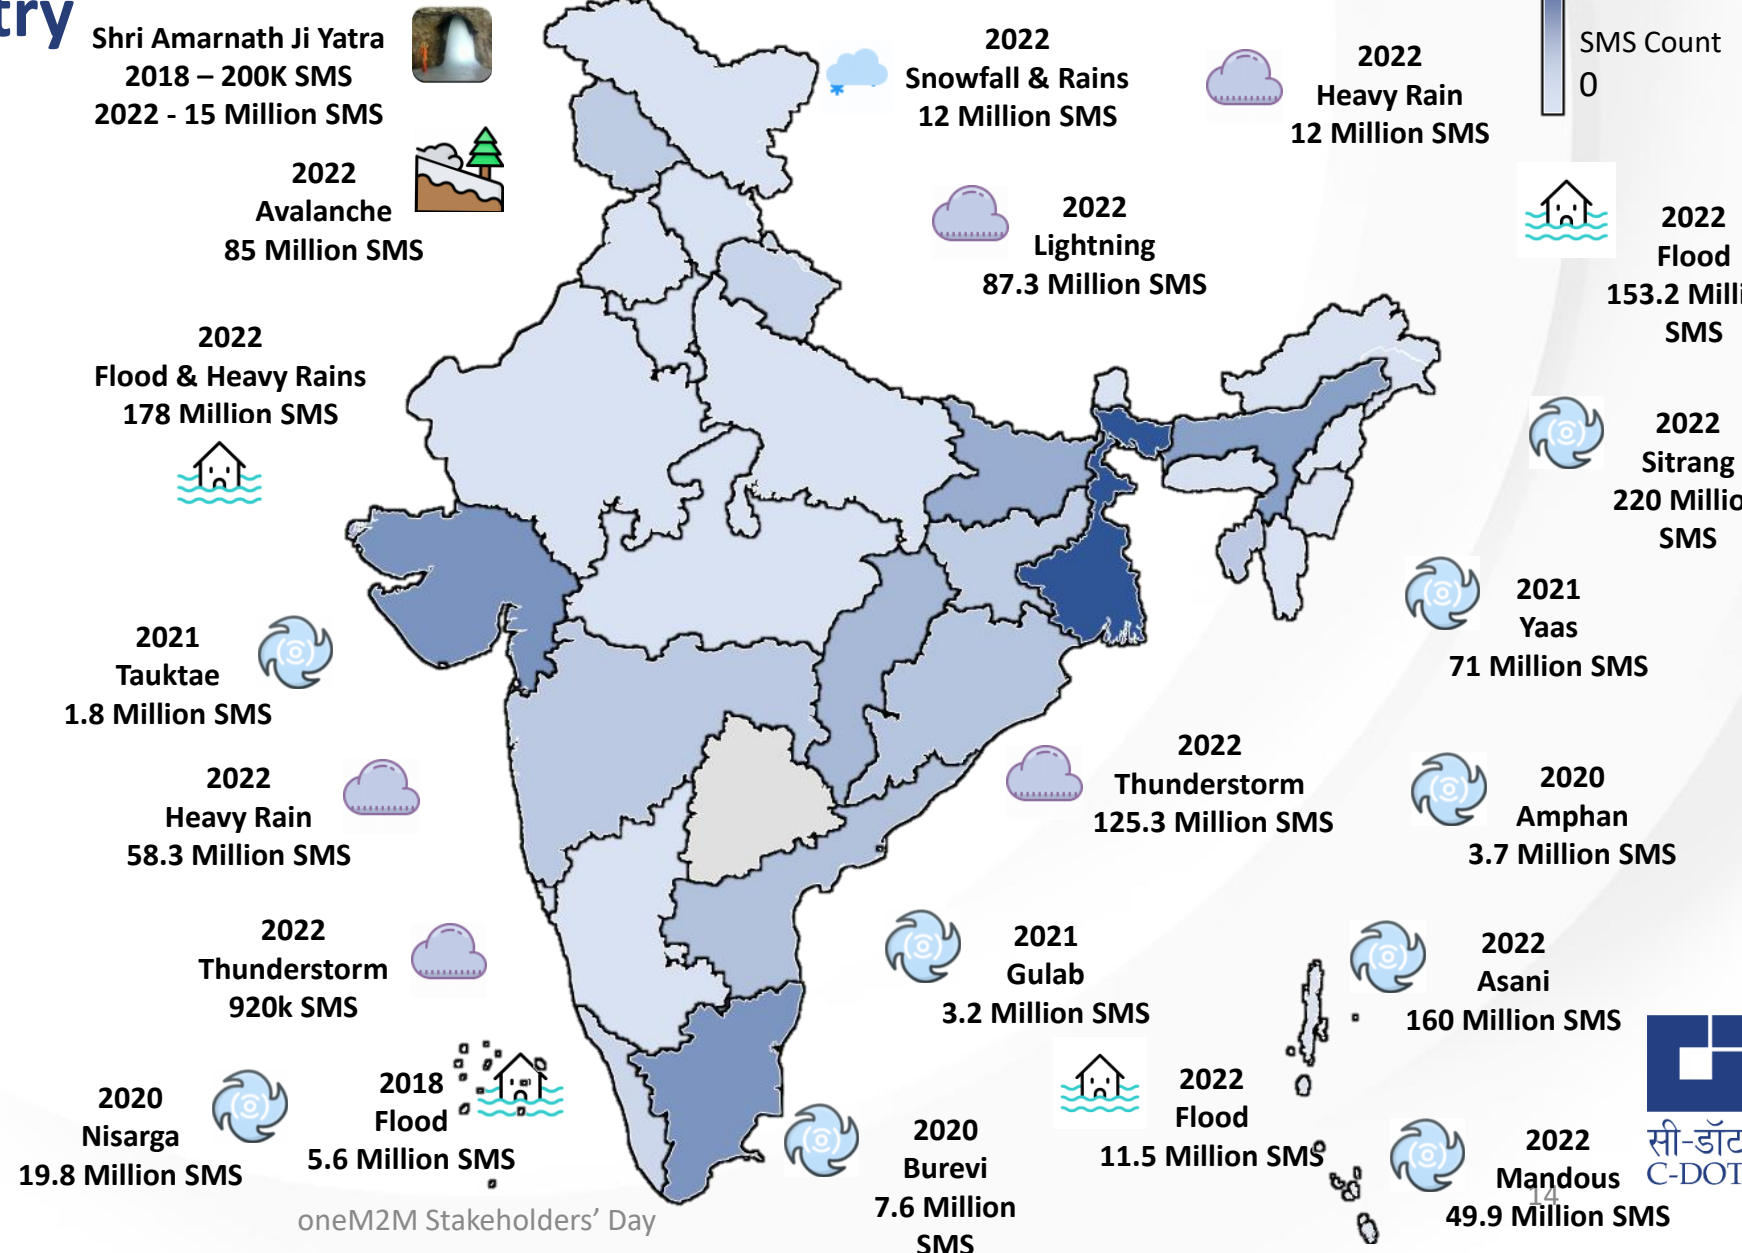 try
Shri Amarnath Ji Yatra
2018 – 200K SMS
2022 - 15 Million SMS
2022
Avalanche
85 Million SMS
2022
Flood & Heavy Rains
178 Million SMS
2021
Tauktae
1.8 Million SMS
2022
Heavy Rain
58.3 Million SMS
2022
Thunderstorm
920k SMS
2020
Nisarga
19.8 Million SMS
2018
Flood
5.6 Million SMS
2022
Snowfall & Rains
12 Million SMS
2022
Heavy Rain
12 Million SMS
SMS Count
0
2022
Lightning
87.3 Million SMS
2022
Flood
153.2 Milli
SMS
2022
Sitrang
220 Millio
SMS
2021
Yaas
71 Million SMS
2022
Thunderstorm
125.3 Million SMS
2020
Amphan
3.7 Million SMS
2021
Gulab
3.2 Million SMS
2022
Asani
160 Million SMS
2020
Burevi
7.6 Million
SMS
2022
Flood
11.5 Million SMS
2022
Mandous
49.9 Million SMS
सी-डॉट
C-DOT
14
oneM2M Stakeholders' Day